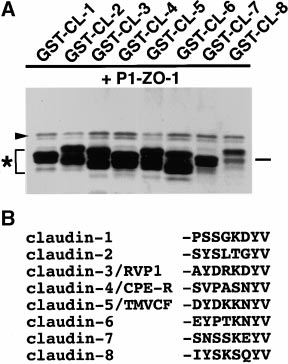 A
GST-CL-1 GST-CL-2 GST-CL-3 GST-CL-4 GST-CL-5 GST-CL-6 GST-CL-7 GST-CL-8
+ P1-ZO-1
*
B
claudin-1 -PSSGKDYV
claudin-2 -SYSLTGYV
claudin-3/RVP1 -AYDRKDYV
claudin-4/CPE-R -SVPASNYV
claudin-5/TMVCF -DYDKKNYV
claudin-6 -EYPTKNYV
claudin-7 -SNSSKEYV
claudin-8 -IYSKSQYV